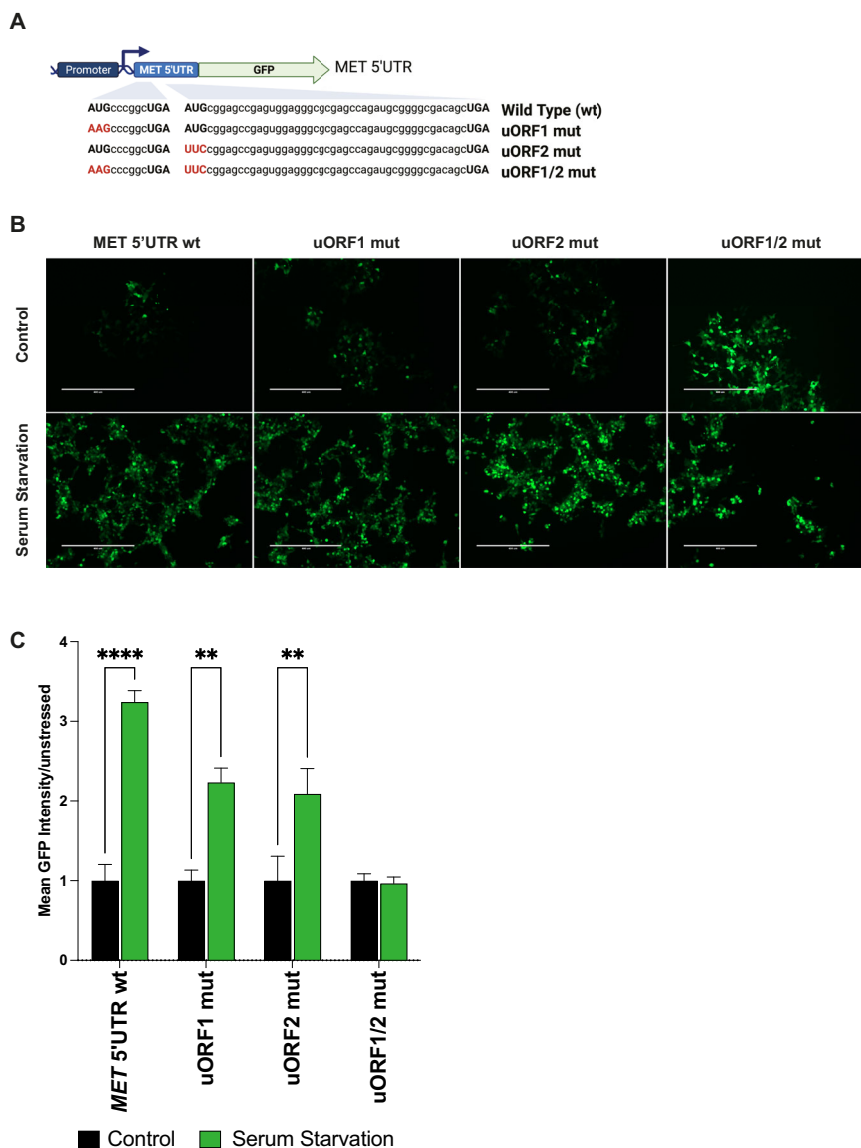 A
Promoter
MET 5'UTR
GFP
MET 5'UTR
AUGcccggcUGA AUGcggagccgaguggagggcgcgagccagaugcggggcgacagcUGA Wild Type (wt)
AAGcccggcUGA AUGcggagccgaguggagggcgcgagccagaugcggggcgacagcUGA uORF1 mut
AUGcccggcUGA UUCcggagccgaguggagggcgcgagccagaugcggggcgacagcUGA uORF2 mut
AAGcccggcUGA UUCcggagccgaguggagggcgcgagccagaugcggggcgacagcUGA uORF1/2 mut
B
MET 5’UTR wt uORF1 mut uORF2 mut uORF1/2 mut
Control
Serum Starvation
C
Mean GFP Intensity/unstressed
4
3
2
1
0
**** ** **
MET 5'UTR wt
uORF1 mut
uORF2 mut
uORF1/2 mut
Control Serum Starvation